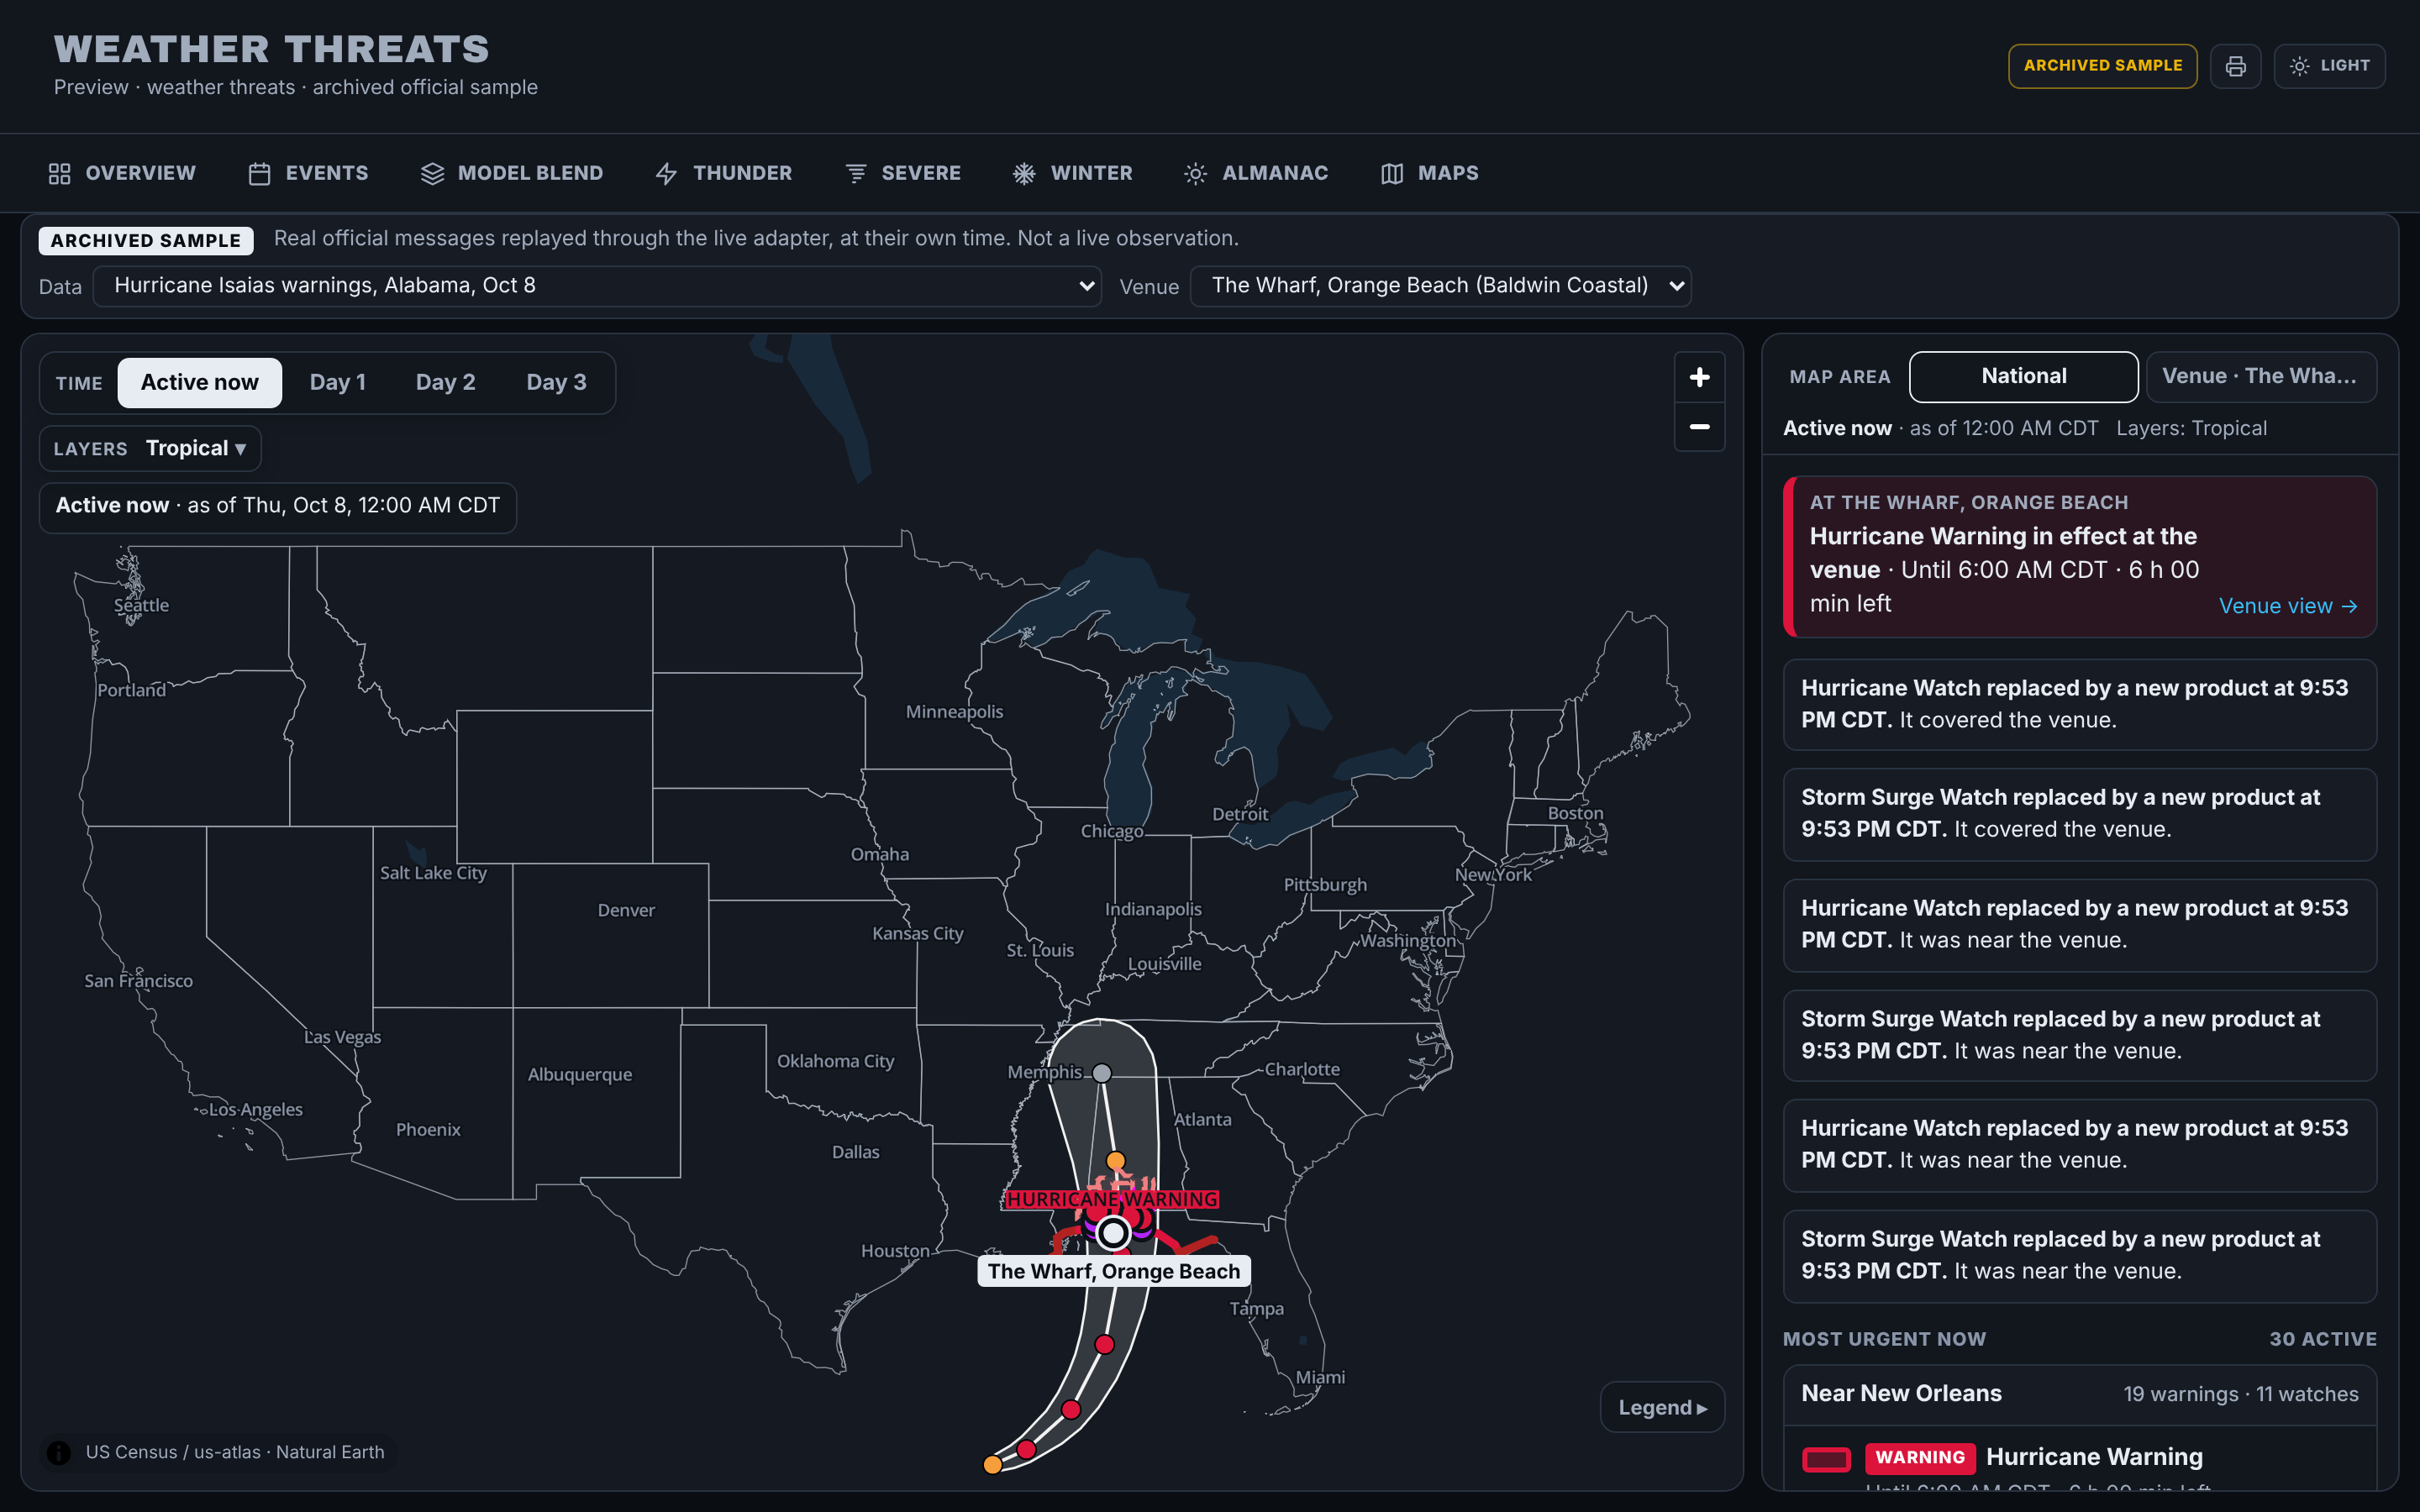 WEATHER THREATS
Preview · weather threats · archived official sample
ARCHIVED SAMPLE
LIGHT
OVERVIEW
EVENTS
MODEL BLEND
THUNDER
SEVERE
WINTER
ALMANAC
MAPS
ARCHIVED SAMPLE
Real official messages replayed through the live adapter, at their own time. Not a live observation.
Data
Hurricane Isaias warnings, Alabama, Oct 8
Venue
The Wharf, Orange Beach (Baldwin Coastal)
TIME
Active now
Day 1
Day 2
Day 3
LAYERS Tropical ▾
Active now · as of Thu, Oct 8, 12:00 AM CDT
+
−
Seattle
Portland
Minneapolis
Detroit
Boston
Chicago
Omaha
Salt Lake City
New York
Pittsburgh
Denver
Indianapolis
Kansas City
Washington
St. Louis
Louisville
San Francisco
Las Vegas
Oklahoma City
Charlotte
Memphis
Albuquerque
Los Angeles
Atlanta
Phoenix
Dallas
HURRICANE WARNING
Houston
The Wharf, Orange Beach
Tampa
Miami
Legend ▸
US Census / us-atlas · Natural Earth
MAP AREA
National
Venue · The Wha...
Active now · as of 12:00 AM CDT Layers: Tropical
AT THE WHARF, ORANGE BEACH
Hurricane Warning in effect at the
venue · Until 6:00 AM CDT · 6 h 00
min left
Venue view →
Hurricane Watch replaced by a new product at 9:53
PM CDT. It covered the venue.
Storm Surge Watch replaced by a new product at
9:53 PM CDT. It covered the venue.
Hurricane Watch replaced by a new product at 9:53
PM CDT. It was near the venue.
Storm Surge Watch replaced by a new product at
9:53 PM CDT. It was near the venue.
Hurricane Watch replaced by a new product at 9:53
PM CDT. It was near the venue.
Storm Surge Watch replaced by a new product at
9:53 PM CDT. It was near the venue.
MOST URGENT NOW
30 ACTIVE
Near New Orleans
19 warnings · 11 watches
WARNING Hurricane Warning
Until 6:00 AM CDT · 6 h 00 min left